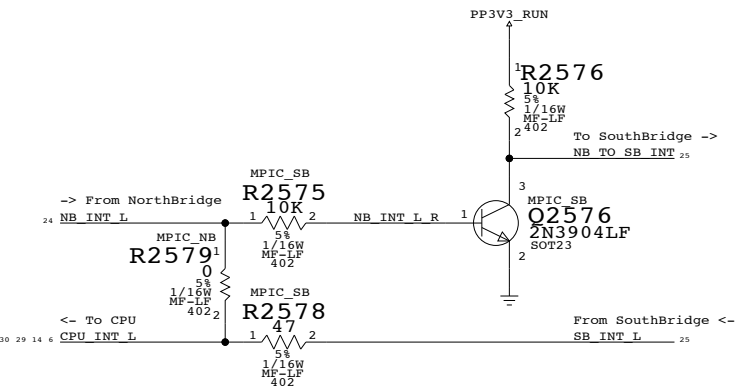 PP3V3_RUN
1
R2576
10K
5%
1/16W
MF-LF
402
2
To SouthBridge ->
NB_TO_SB_INT 25
3
MPIC_SB
Q2576
2N3904LF
SOT23
1
2
-> From NorthBridge
24 NB_INT_L
MPIC_SB
R2575
10K
1 2
5%
1/16W
MF-LF
402
NB_INT_L_R
MPIC_NB
R2579
1
0
5%
1/16W
MF-LF
402
2
<- To CPU
30 29 14 6 CPU_INT_L
MPIC_SB
R2578
47
1 2
5%
1/16W
MF-LF
402
From SouthBridge <-
SB_INT_L 25